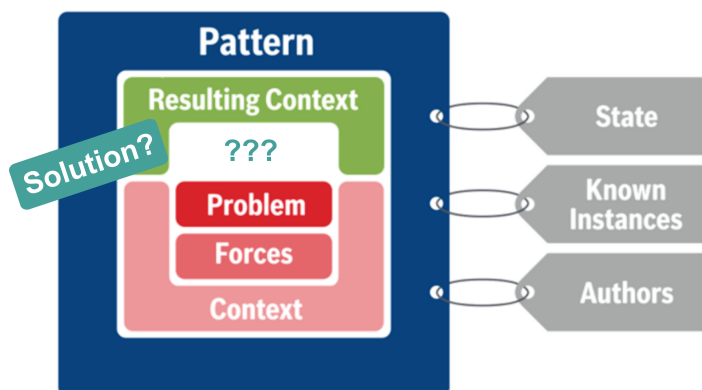 Pattern
Resulting Context
Solution?
???
Problem
Forces
Context
State
Known
Instances
Authors